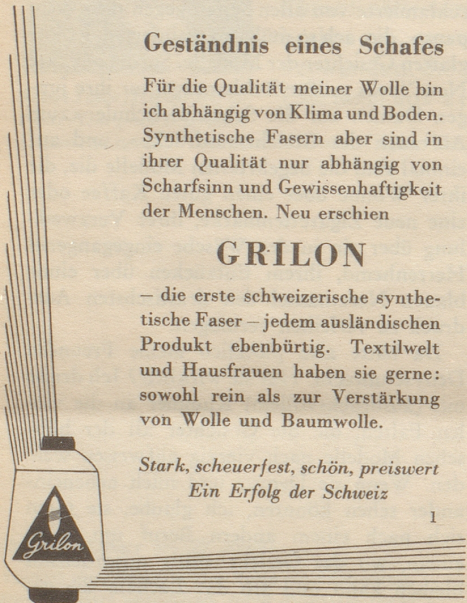 Geständnis eines Schafes
Für die Qualität meiner Wolle bin
ich abhängig von Klima und Boden.
Synthetische Fasern aber sind in
ihrer Qualität nur abhängig von
Scharfsinn und Gewissenhaftigkeit
der Menschen. Neu erschien
GRILON
– die erste schweizerische synthe-
tische Faser – jedem ausländischen
Produkt ebenbürtig. Textilwelt
und Hausfrauen haben sie gerne:
sowohl rein als zur Verstärkung
von Wolle und Baumwolle.
Stark, scheuerfest, schön, preiswert
Ein Erfolg der Schweiz
1
Grilon